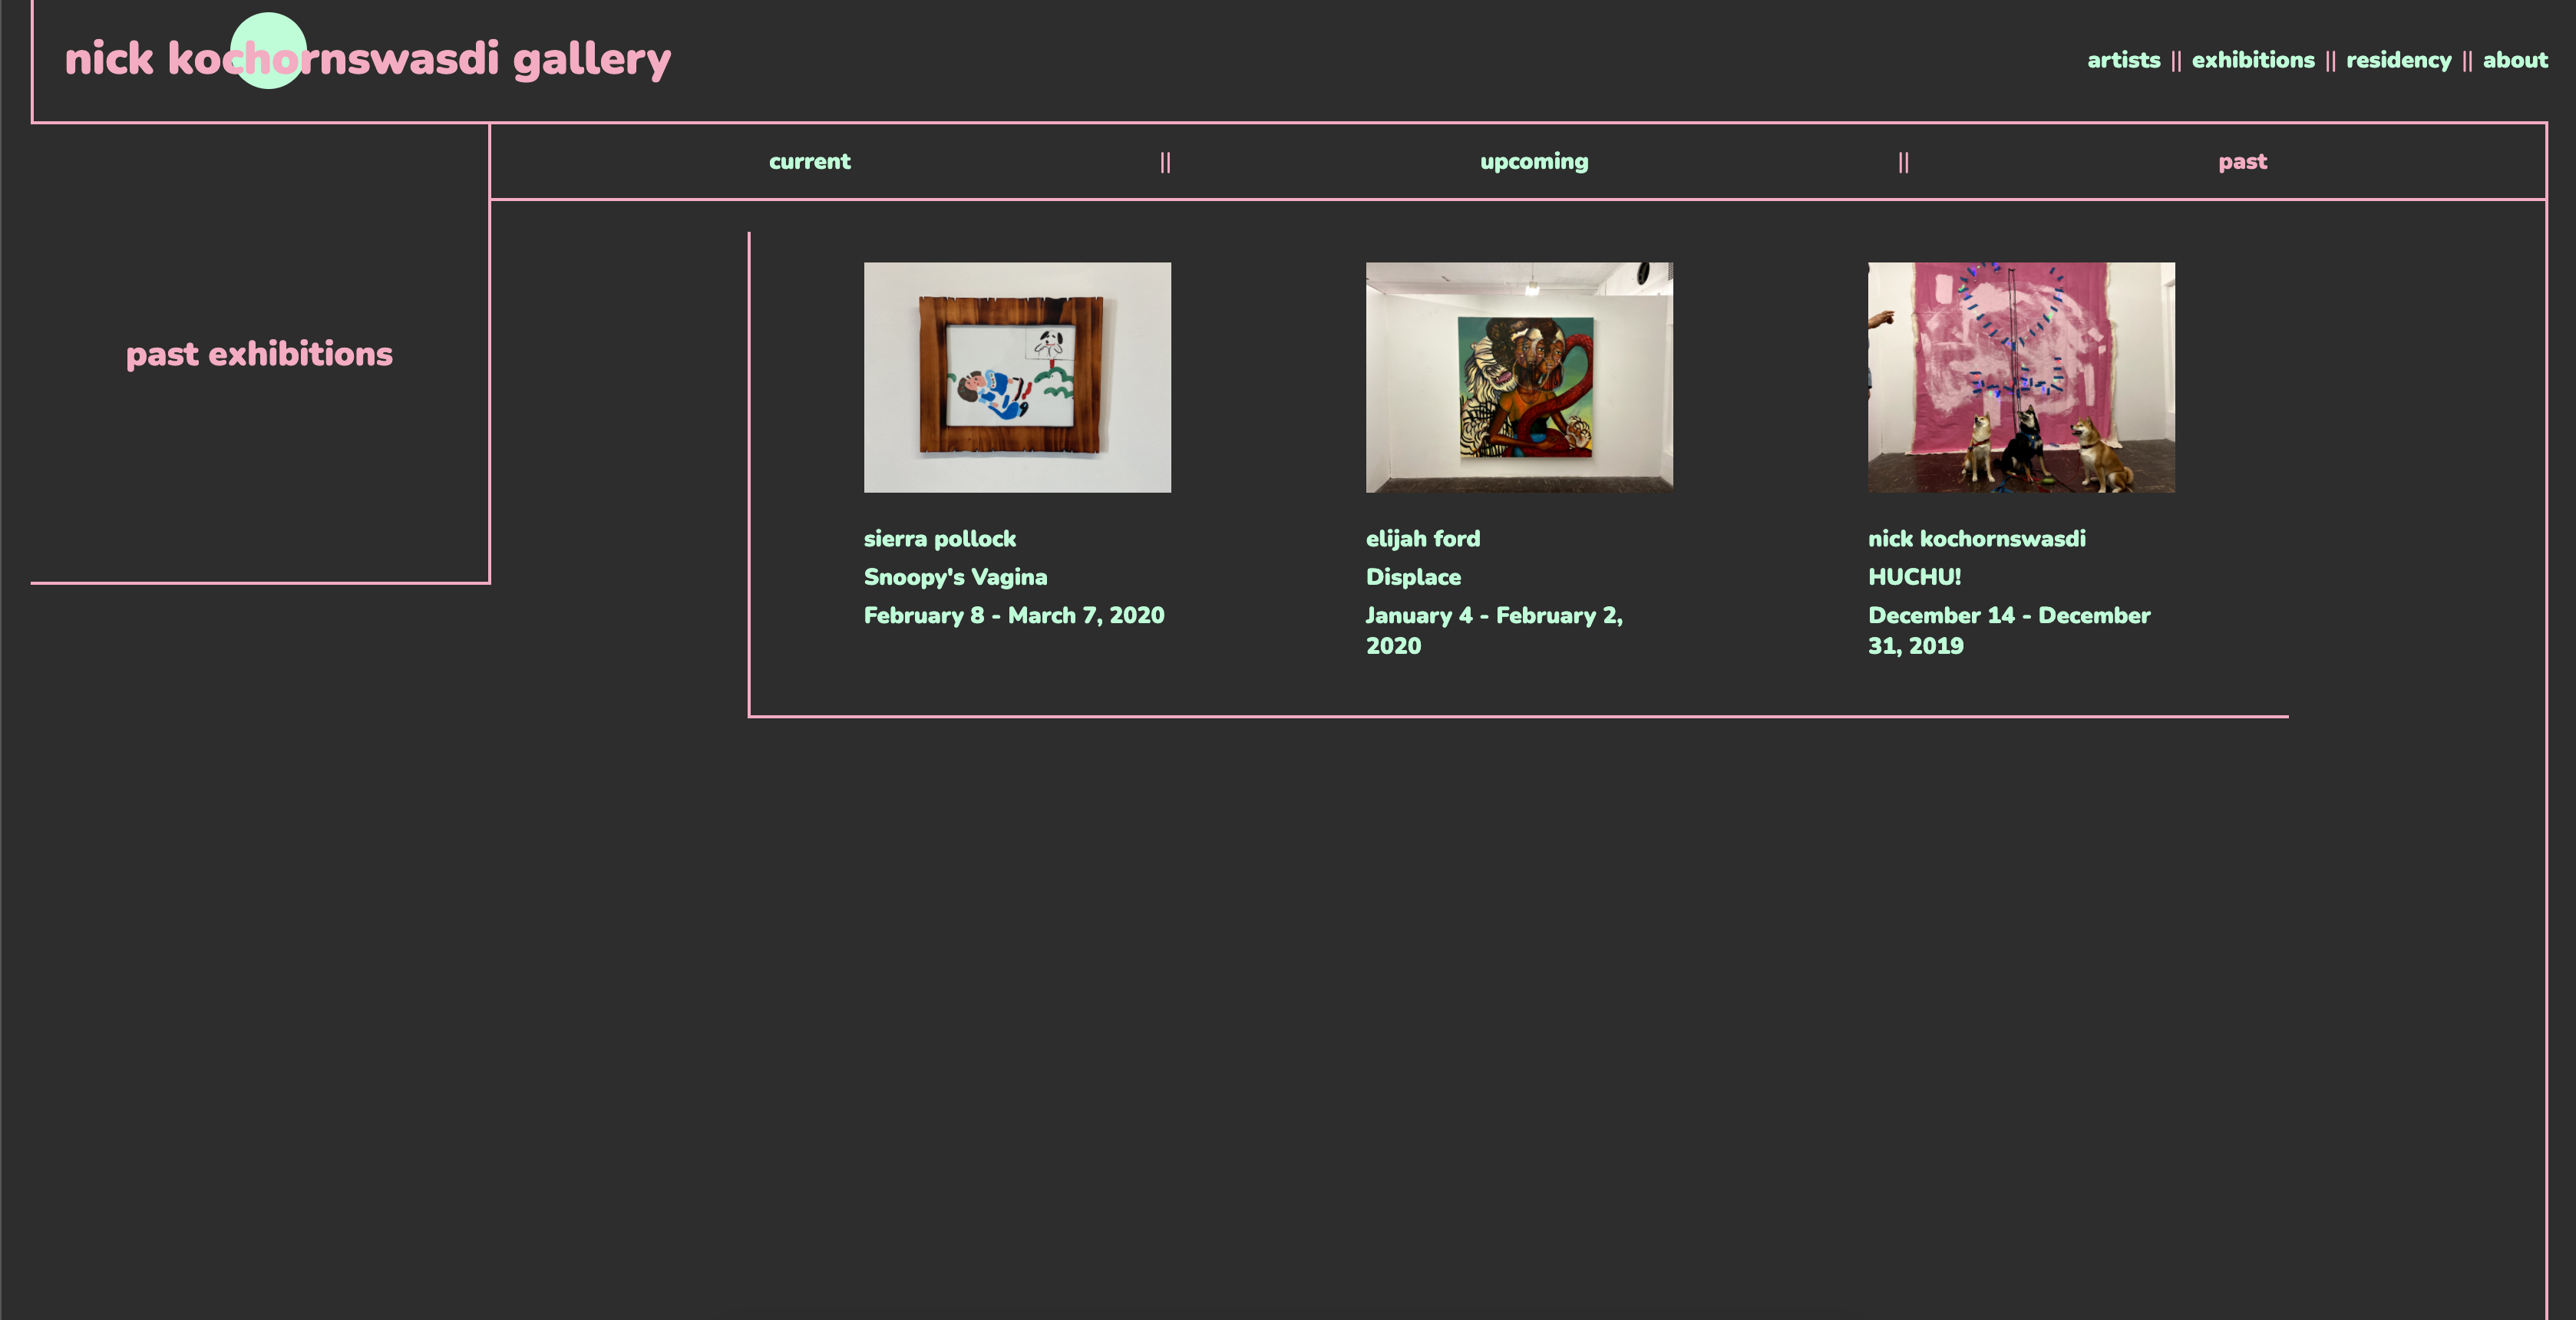 nick kochornswasdi gallery
artists || exhibitions || residency || about
current || upcoming || past
past exhibitions
sierra pollock
Snoopy's Vagina
February 8 - March 7, 2020
elijah ford
Displace
January 4 - February 2,
2020
nick kochornswasdi
HUCHU!
December 14 - December
31, 2019